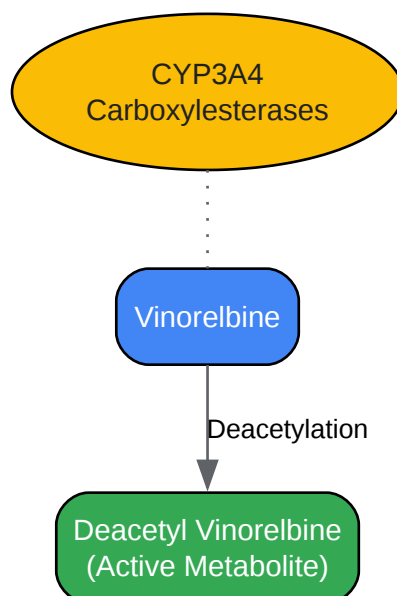 CYP3A4
Carboxylesterases
Vinorelbine
Deacetylation
Deacetyl Vinorelbine
(Active Metabolite)